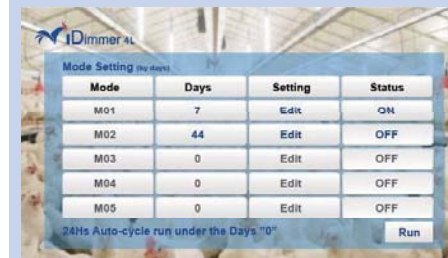 iDimmer 4L
Mode Setting (by days)
Mode Days Setting Status
M01 7 Edit ON
M02 44 Edit OFF
M03 0 Edit OFF
M04 0 Edit OFF
M05 0 Edit OFF
24Hs Auto-cycle run under the Days "0" Run